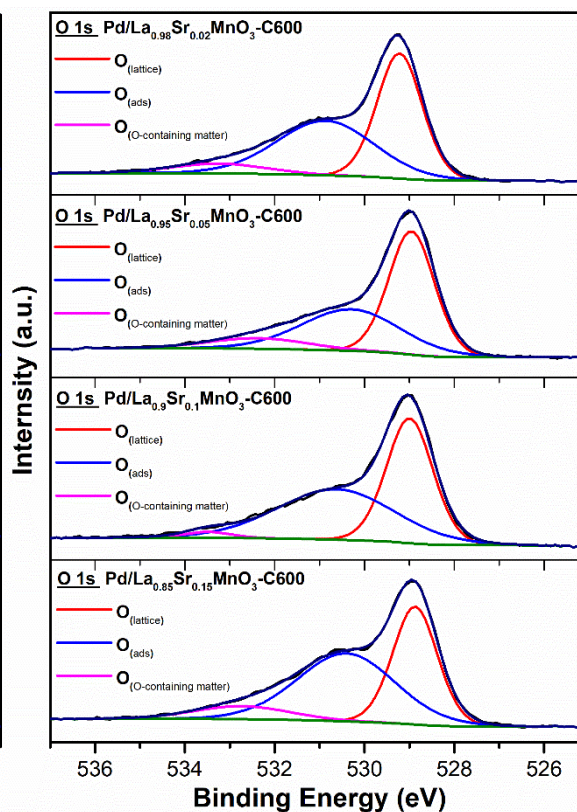 O 1s Pd/La0.98Sr0.02MnO3-C600
O(lattice)
O(ads)
O(O-containing matter)
O 1s Pd/La0.95Sr0.05MnO3-C600
O(lattice)
O(ads)
O(O-containing matter)
O 1s Pd/La0.9Sr0.1MnO3-C600
O(lattice)
O(ads)
O(O-containing matter)
O 1s Pd/La0.85Sr0.15MnO3-C600
O(lattice)
O(ads)
O(O-containing matter)
Internsity (a.u.)
536 534 532 530 528 526
Binding Energy (eV)